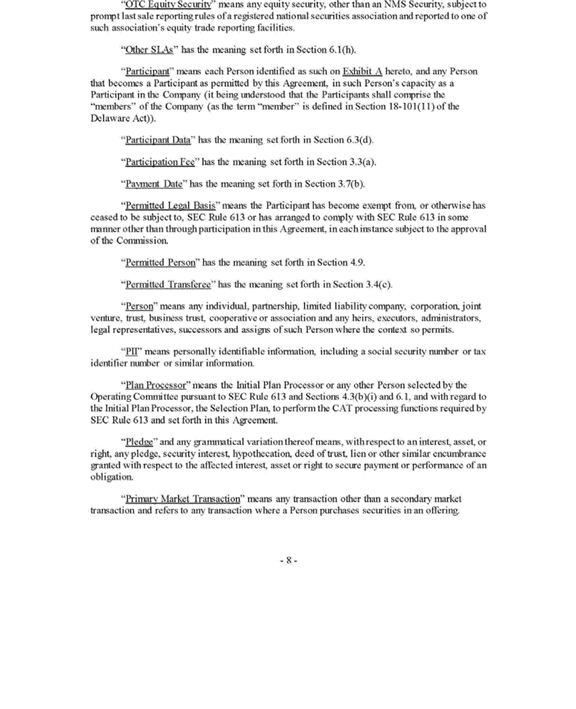 “OTC Equity Security” means any equity security, other than an NMS Security, subject to
prompt last sale reporting rules of a registered national securities association and reported to one of
such association’s equity trade reporting facilities.
“Other SLAs” has the meaning set forth in Section 6.1(h).
“Participant” means each Person identified as such on Exhibit A hereto, and any Person
that becomes a Participant as permitted by this Agreement, in such Person’s capacity as a
Participant in the Company (it being understood that the Participants shall comprise the
“members” of the Company (as the term “member” is defined in Section 18-101(11) of the
Delaware Act)).
“Participant Data” has the meaning set forth in Section 6.3(d).
“Participation Fee” has the meaning set forth in Section 3.3(a).
“Payment Date” has the meaning set forth in Section 3.7(b).
“Permitted Legal Basis” means the Participant has become exempt from, or otherwise has
ceased to be subject to, SEC Rule 613 or has arranged to comply with SEC Rule 613 in some
manner other than through participation in this Agreement, in each instance subject to the approval
of the Commission.
“Permitted Person” has the meaning set forth in Section 4.9.
“Permitted Transferee” has the meaning set forth in Section 3.4(c).
“Person” means any individual, partnership, limited liability company, corporation, joint
venture, trust, business trust, cooperative or association and any heirs, executors, administrators,
legal representatives, successors and assigns of such Person where the context so permits.
“PII” means personally identifiable information, including a social security number or tax
identifier number or similar information.
“Plan Processor” means the Initial Plan Processor or any other Person selected by the
Operating Committee pursuant to SEC Rule 613 and Sections 4.3(b)(i) and 6.1, and with regard to
the Initial Plan Processor, the Selection Plan, to perform the CAT processing functions required by
SEC Rule 613 and set forth in this Agreement.
“Pledge” and any grammatical variation thereof means, with respect to an interest, asset, or
right, any pledge, security interest, hypothecation, deed of trust, lien or other similar encumbrance
granted with respect to the affected interest, asset or right to secure payment or performance of an
obligation.
“Primary Market Transaction” means any transaction other than a secondary market
transaction and refers to any transaction where a Person purchases securities in an offering.
- 8 -